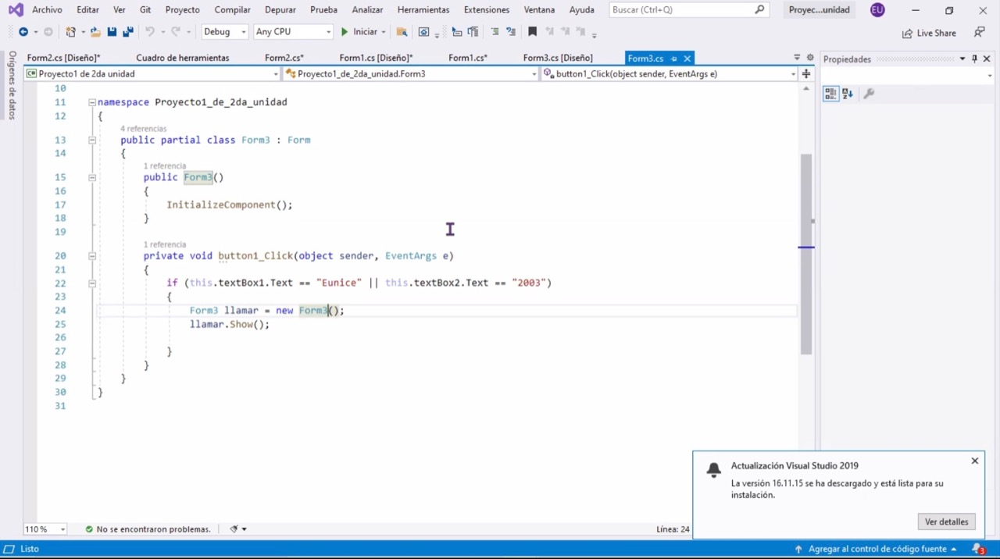 Archivo Editar Ver Git Proyecto Compilar Depurar Prueba Analizar Herramientas Extensiones Ventana Ayuda Buscar (Ctrl+Q) Proyec...unidad EU
Debug Any CPU Iniciar Live Share
Form2.cs [Diseño]* Cuadro de herramientas Form2.cs* Form1.cs [Diseño]* Form1.cs* Form3.cs [Diseño] Form3.cs Propiedades
Orígenes de datos
Proyecto1 de 2da unidad Proyecto1_de_2da_unidad.Form3 button1_Click(object sender, EventArgs e)
10
11 namespace Proyecto1_de_2da_unidad
12 {
4 referencias
13 public partial class Form3 : Form
14 {
1 referencia
15 public Form3()
16 {
17 InitializeComponent();
18 }
19
1 referencia
20 private void button1_Click(object sender, EventArgs e)
21 {
22 if (this.textBox1.Text == "Eunice" || this.textBox2.Text == "2003")
23 {
24 Form3 llamar = new Form3();
25 llamar.Show();
26
27 }
28 }
29 }
30 }
31
Actualización Visual Studio 2019
La versión 16.11.15 se ha descargado y está lista para su
instalación.
Ver detalles
110 % No se encontraron problemas. Línea: 24
Listo Agregar al control de código fuente 3